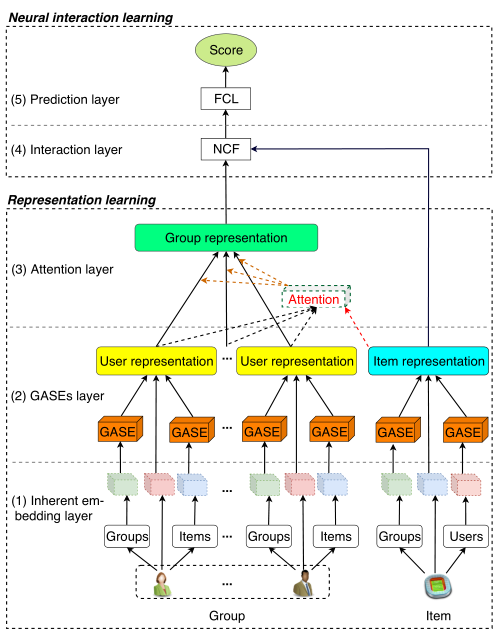 Neural interaction learning
Score
(5) Prediction layer
FCL
(4) Interaction layer
NCF
Representation learning
Group representation
(3) Attention layer
Attention
User representation ... User representation Item representation
(2) GASEs layer
GASE GASE ... GASE GASE GASE GASE
(1) Inherent em-
bedding layer
...
Groups Items ... Groups Items Groups Users
...
Group Item